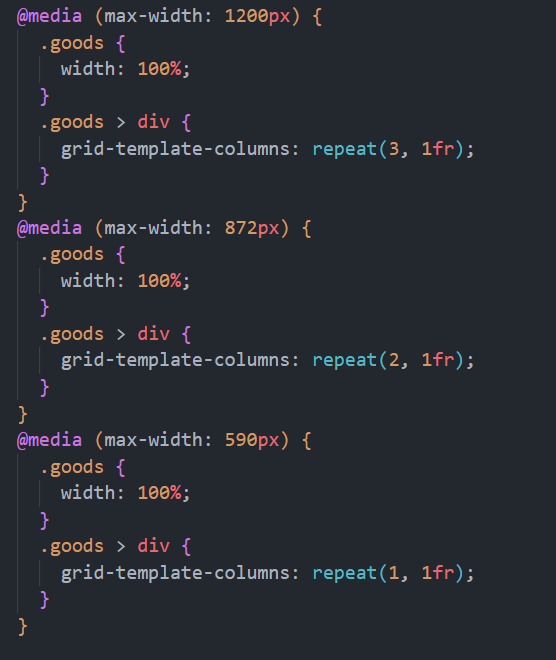 @media (max-width: 1200px) {
  .goods {
    width: 100%;
  }
  .goods > div {
    grid-template-columns: repeat(3, 1fr);
  }
}
@media (max-width: 872px) {
  .goods {
    width: 100%;
  }
  .goods > div {
    grid-template-columns: repeat(2, 1fr);
  }
}
@media (max-width: 590px) {
  .goods {
    width: 100%;
  }
  .goods > div {
    grid-template-columns: repeat(1, 1fr);
  }
}